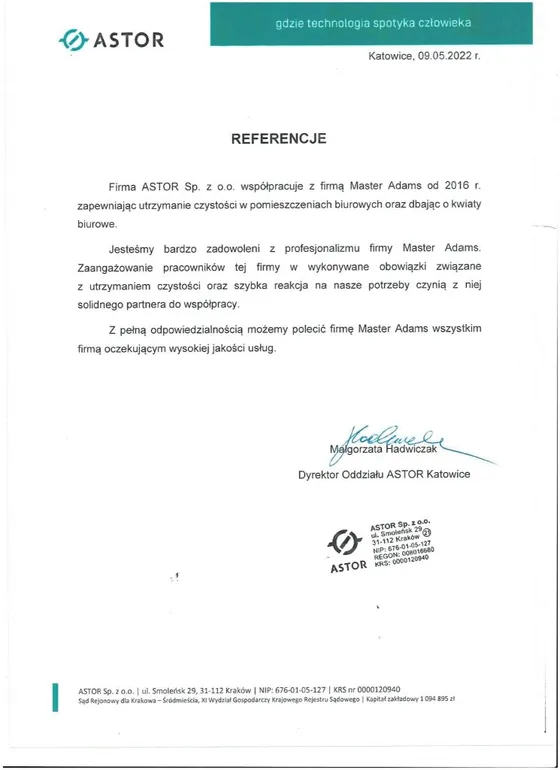 ASTOR
gdzie technologia spotyka człowieka
Katowice, 09.05.2022 r.
REFERENCJE
Firma ASTOR Sp. z o.o. współpracuje z firmą Master Adams od 2016 r.
zapewniając utrzymanie czystości w pomieszczeniach biurowych oraz dbając o kwiaty
biurowe.
Jesteśmy bardzo zadowoleni z profesjonalizmu firmy Master Adams.
Zaangażowanie pracowników tej firmy w wykonywane obowiązki związane
z utrzymaniem czystości oraz szybka reakcja na nasze potrzeby czynią z niej
solidnego partnera do współpracy.
Z pełną odpowiedzialnością możemy polecić firmę Master Adams wszystkim
firmą oczekującym wysokiej jakości usług.
Małgorzata Hadwiczak
Dyrektor Oddziału ASTOR Katowice
ASTOR
ASTOR Sp. z o.o.
ul. Smoleńsk 29
31-112 Kraków
NIP: 676-01-05-127
REGON: 008016680
KRS: 0000120940
ASTOR Sp. z o.o. | ul. Smoleńsk 29, 31-112 Kraków | NIP: 676-01-05-127 | KRS nr 0000120940
Sąd Rejonowy dla Krakowa – Śródmieścia, XI Wydział Gospodarczy Krajowego Rejestru Sądowego | Kapitał zakładowy 1 094 895 zł